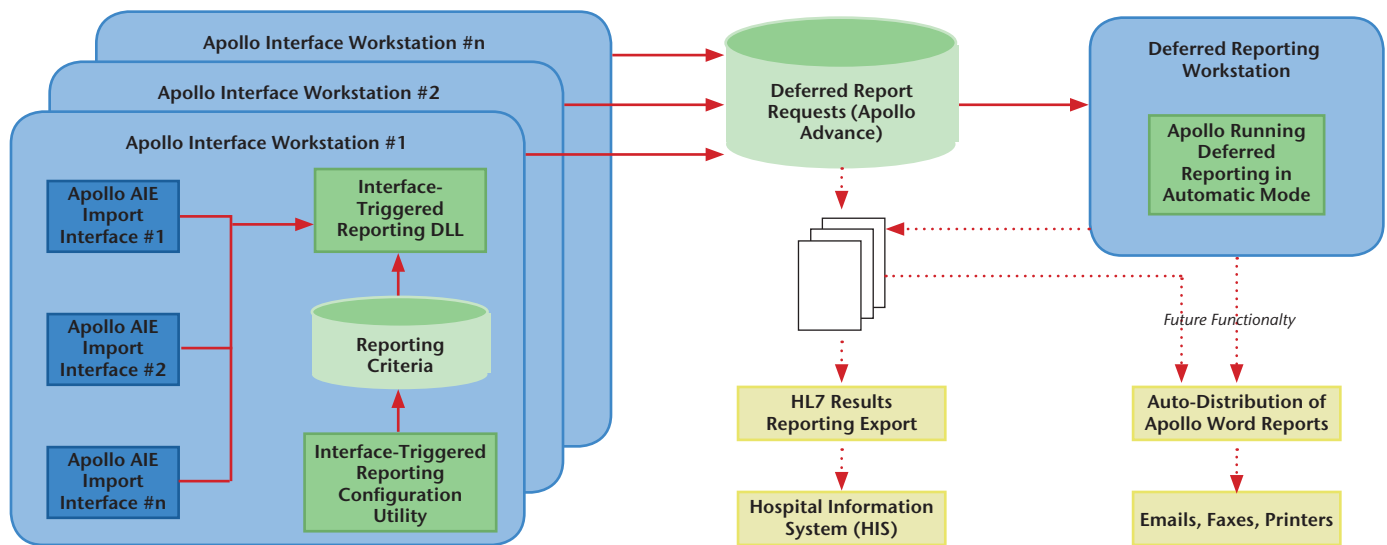 Apollo Interface Workstation #n
Apollo Interface Workstation #2
Apollo Interface Workstation #1
Apollo AIE
Import
Interface #1
Apollo AIE
Import
Interface #2
Apollo AIE
Import
Interface #n
Interface-
Triggered
Reporting DLL
Reporting
Criteria
Interface-Triggered
Reporting
Configuration
Utility
Deferred Report
Requests (Apollo
Advance)
Deferred Reporting
Workstation
Apollo Running
Deferred
Reporting in
Automatic Mode
Future Functionalty
HL7 Results
Reporting Export
Hospital Information
System (HIS)
Auto-Distribution of
Apollo Word Reports
Emails, Faxes, Printers